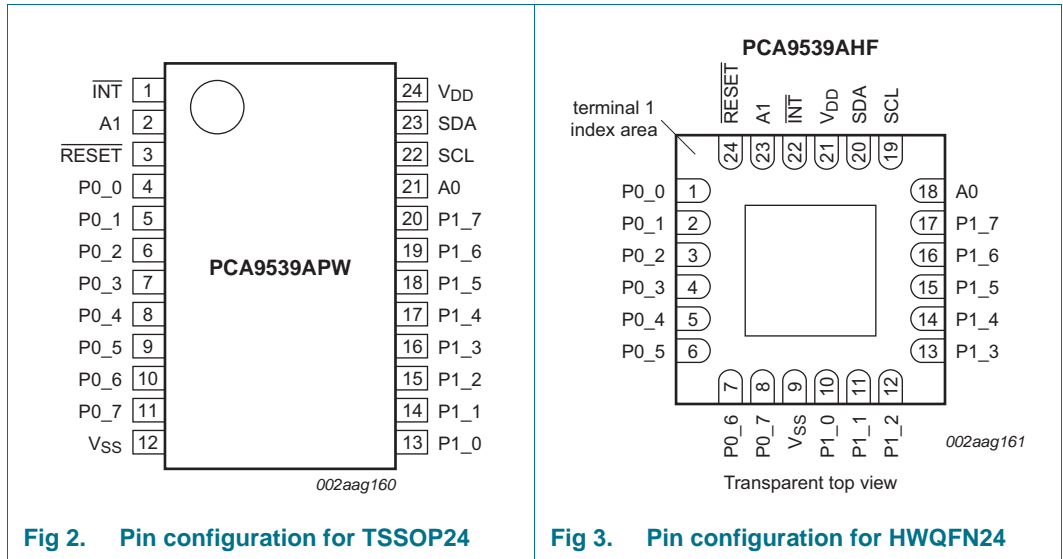 INT 1
A1 2
RESET 3
P0_0 4
P0_1 5
P0_2 6
P0_3 7
P0_4 8
P0_5 9
P0_6 10
P0_7 11
VSS 12
PCA9539APW
24 VDD
23 SDA
22 SCL
21 A0
20 P1_7
19 P1_6
18 P1_5
17 P1_4
16 P1_3
15 P1_2
14 P1_1
13 P1_0
002aag160
Fig 2. Pin configuration for TSSOP24
PCA9539AHF
terminal 1
index area
RESET A1 INT VDD SDA SCL
24 23 22 21 20 19
P0_0 1
P0_1 2
P0_2 3
P0_3 4
P0_4 5
P0_5 6
18 A0
17 P1_7
16 P1_6
15 P1_5
14 P1_4
13 P1_3
7 8 9 10 11 12
P0_6 P0_7 VSS P1_0 P1_1 P1_2
002aag161
Transparent top view
Fig 3. Pin configuration for HWQFN24